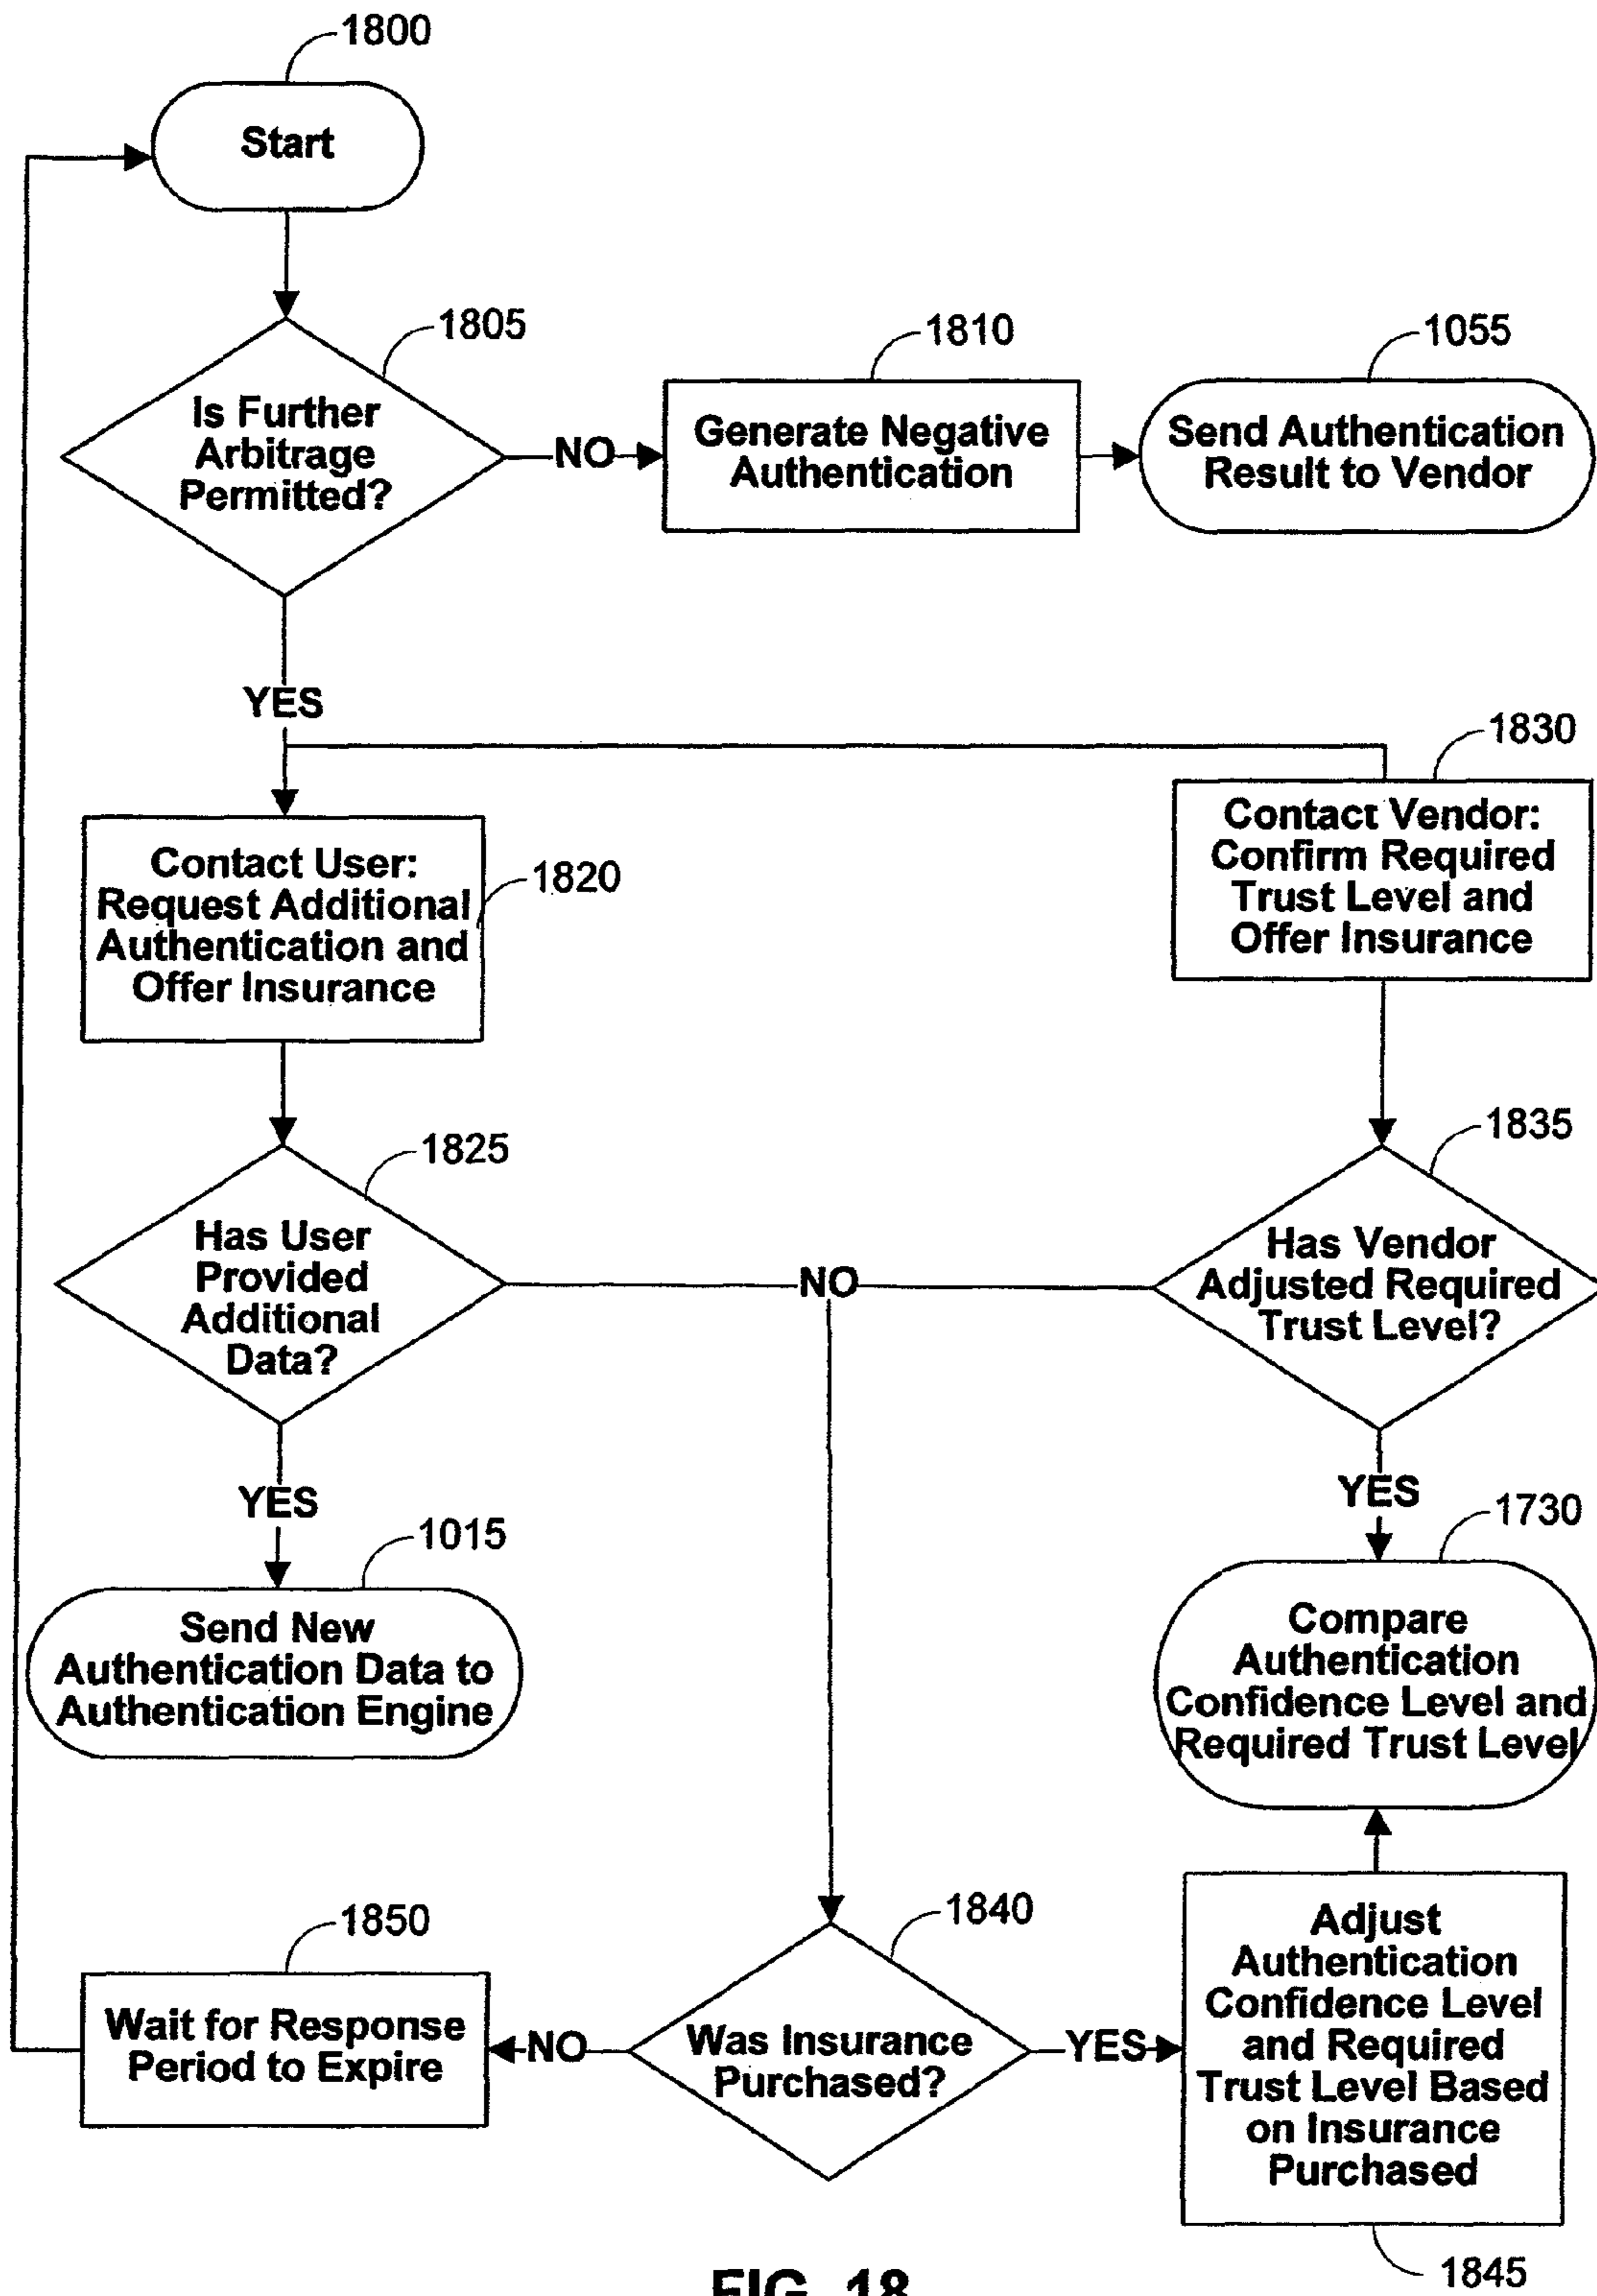 1800
Start
1805
Is Further
Arbitrage
Permitted?
NO
1810
Generate Negative
Authentication
1055
Send Authentication
Result to Vendor
YES
1820
Contact User:
Request Additional
Authentication and
Offer Insurance
1830
Contact Vendor:
Confirm Required
Trust Level and
Offer Insurance
1825
Has User
Provided
Additional
Data?
NO
1835
Has Vendor
Adjusted Required
Trust Level?
YES
1015
Send New
Authentication Data to
Authentication Engine
YES
1730
Compare
Authentication
Confidence Level and
Required Trust Level
1850
Wait for Response
Period to Expire
NO
1840
Was Insurance
Purchased?
YES
Adjust
Authentication
Confidence Level
and Required
Trust Level Based
on Insurance
Purchased
1845
FIG. 18